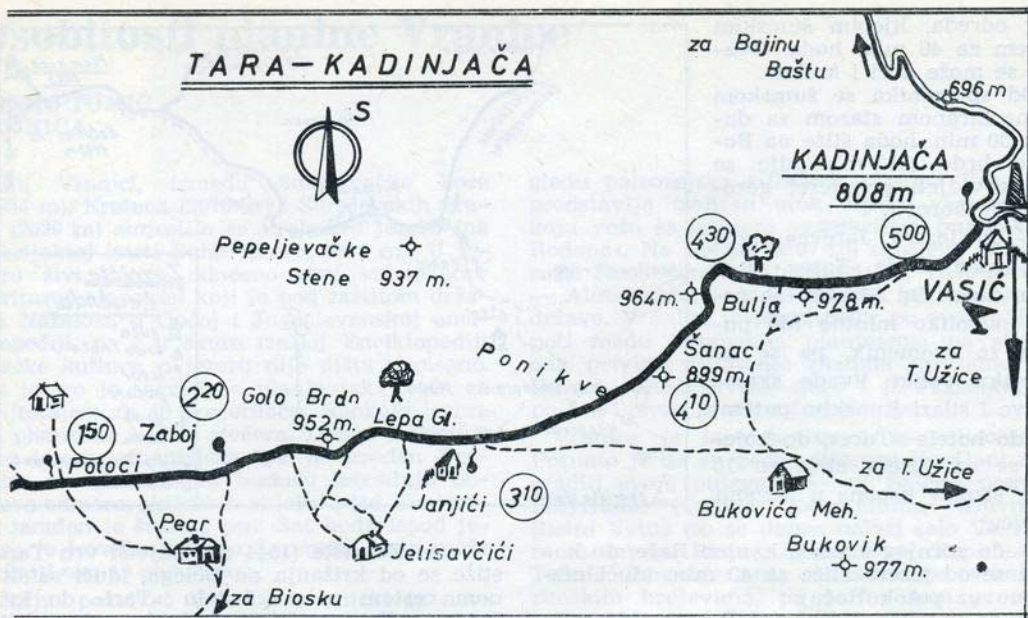 TARA – KADINJAČA
S
za Bajinu
Baštu
696 m
KADINJAČA
808 m
Pepeljevačke
Stene 937 m.
4 30
5 00
964 m.
Bulja
978 m.
VASIĆ
Ponikve
Šanac
899 m.
4 10
za
T. Užice
2 20
Golo Brdo
952 m.
Lepa Gl.
1 50
Zaboj
Potoci
Janjići
3 10
za T. Užice
Bukovića Meh.
Pear
Jelisavčići
Bukovik
977 m.
za Biosku